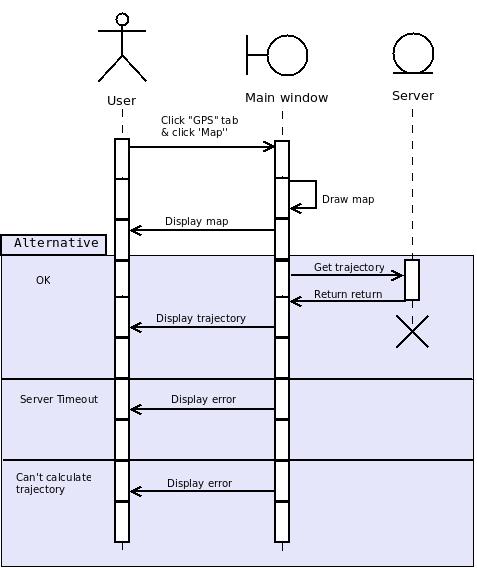 User
Main window
Server
Click "GPS" tab
& click 'Map"
Draw map
Display map
Alternative
OK
Get trajectory
Return return
Display trajectory
Server Timeout
Display error
Can't calculate
trajectory
Display error